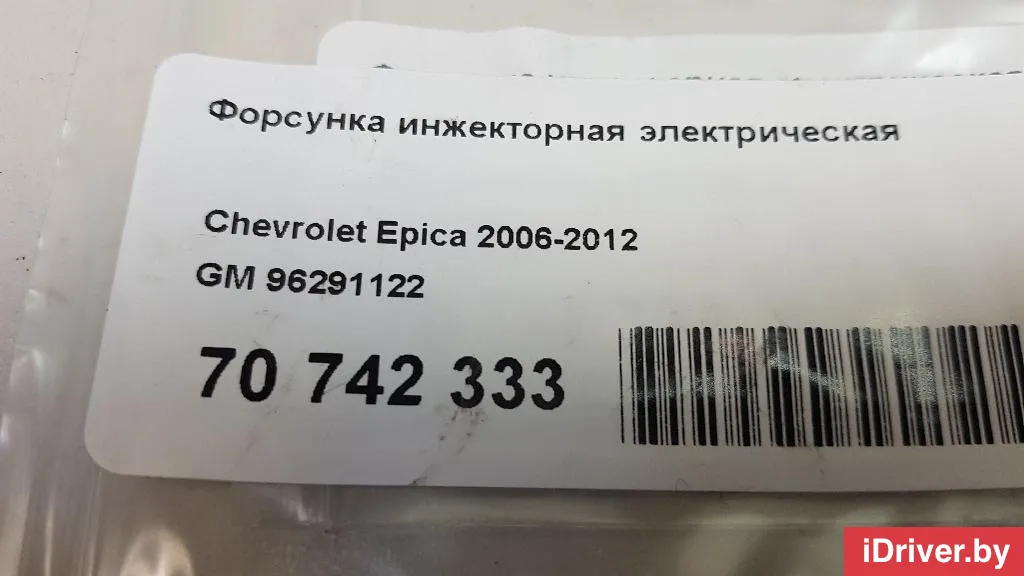 Форсунка инжекторная электрическая
Chevrolet Epica 2006-2012
GM 96291122
70 742 333
iDriver.by